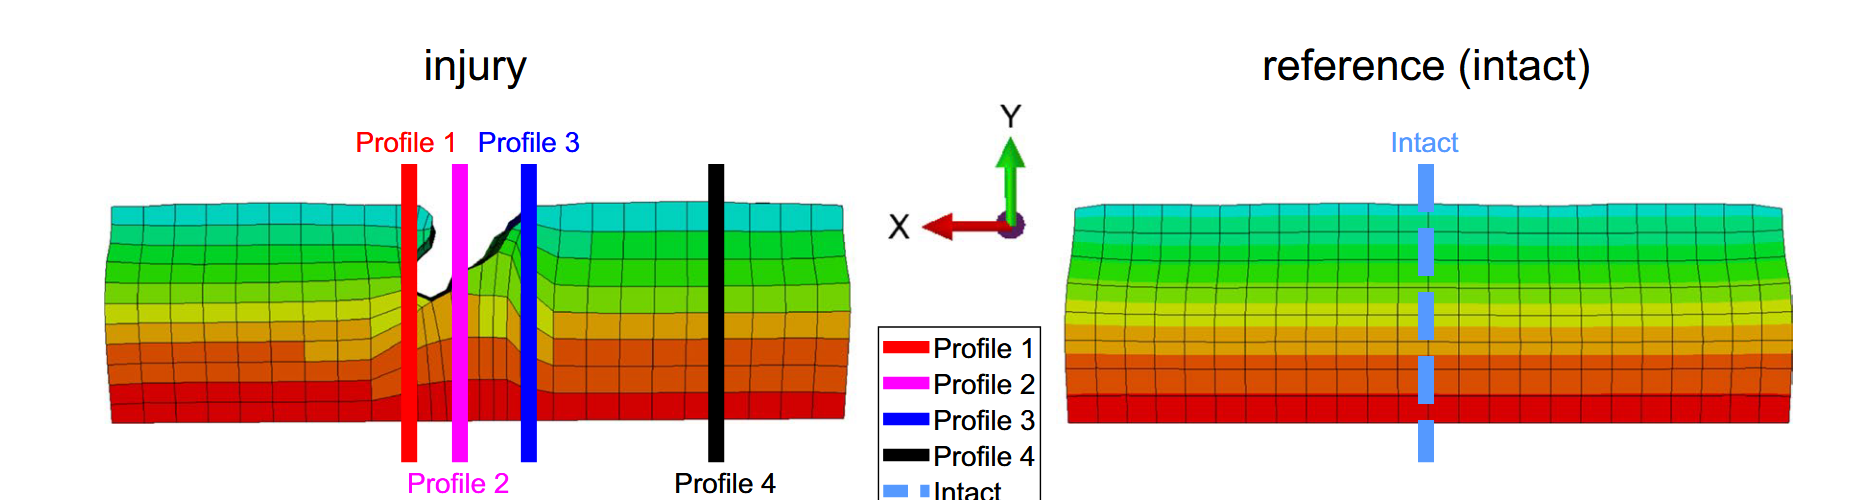 injury
reference (intact)
Profile 1
Profile 3
Y
Intact
X
Profile 1
Profile 2
Profile 3
Profile 4
Intact
Profile 2
Profile 4